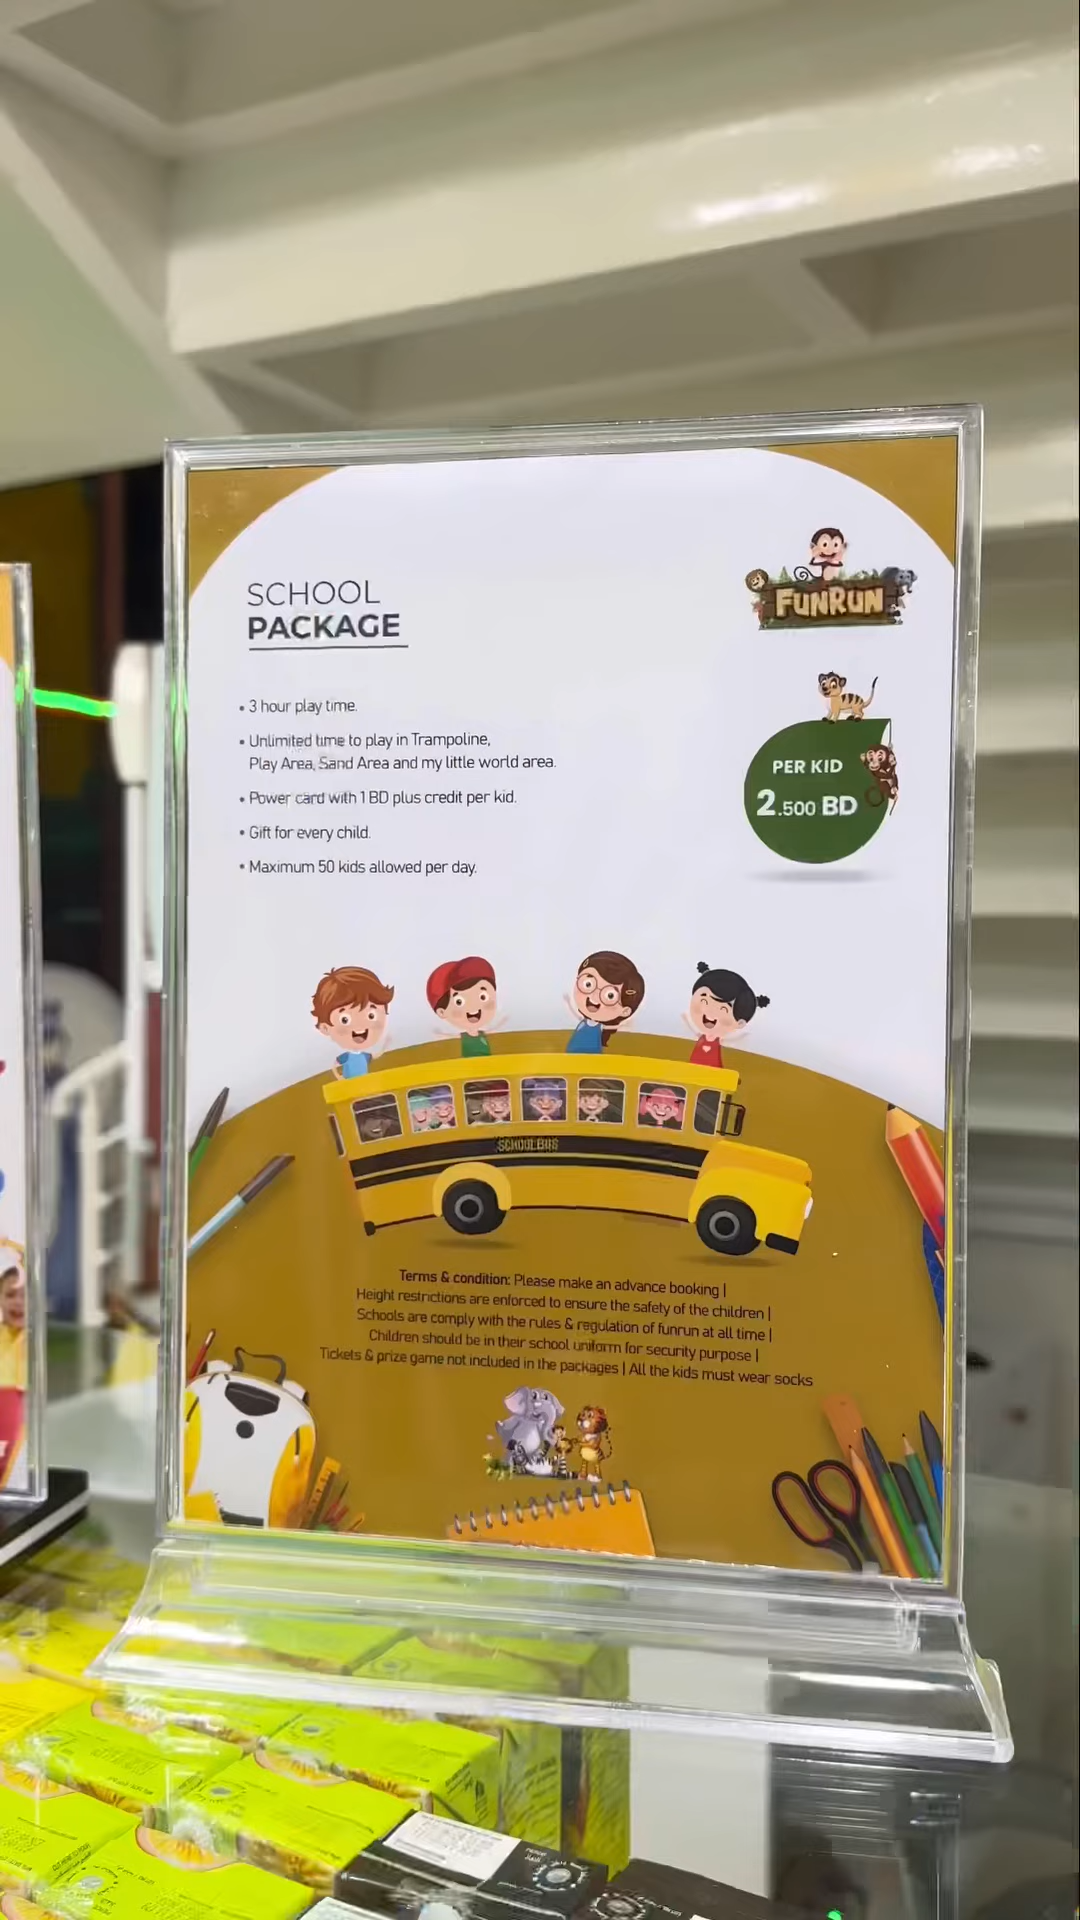 SCHOOL
PACKAGE
FUNRUN
• 3 hour play time.
• Unlimited time to play in Trampoline,
Play Area, Sand Area and my little world area.
• Power card with 1 BD plus credit per kid.
• Gift for every child.
• Maximum 50 kids allowed per day.
PER KID
2.500 BD
SCHOOL BUS
Terms & condition: Please make an advance booking |
Height restrictions are enforced to ensure the safety of the children |
Schools are comply with the rules & regulation of funrun at all time |
Children should be in their school uniform for security purpose |
Tickets & prize game not included in the packages | All the kids must wear socks